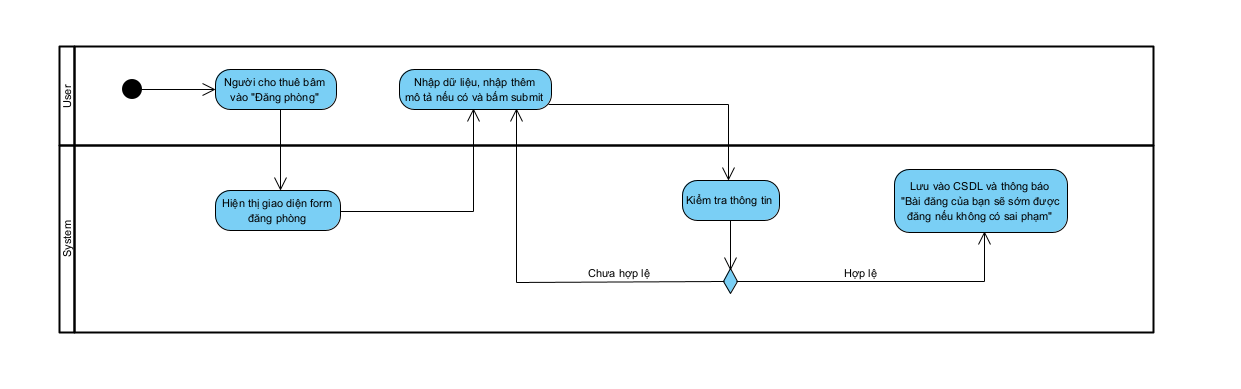 User
Người cho thuê bấm
vào "Đăng phòng"
Nhập dữ liệu, nhập thêm
mô tả nếu có và bấm submit
System
Hiện thị giao diện form
đăng phòng
Kiểm tra thông tin
Lưu vào CSDL và thông báo
"Bài đăng của bạn sẽ sớm được
đăng nếu không có sai phạm"
Chưa hợp lệ
Hợp lệ